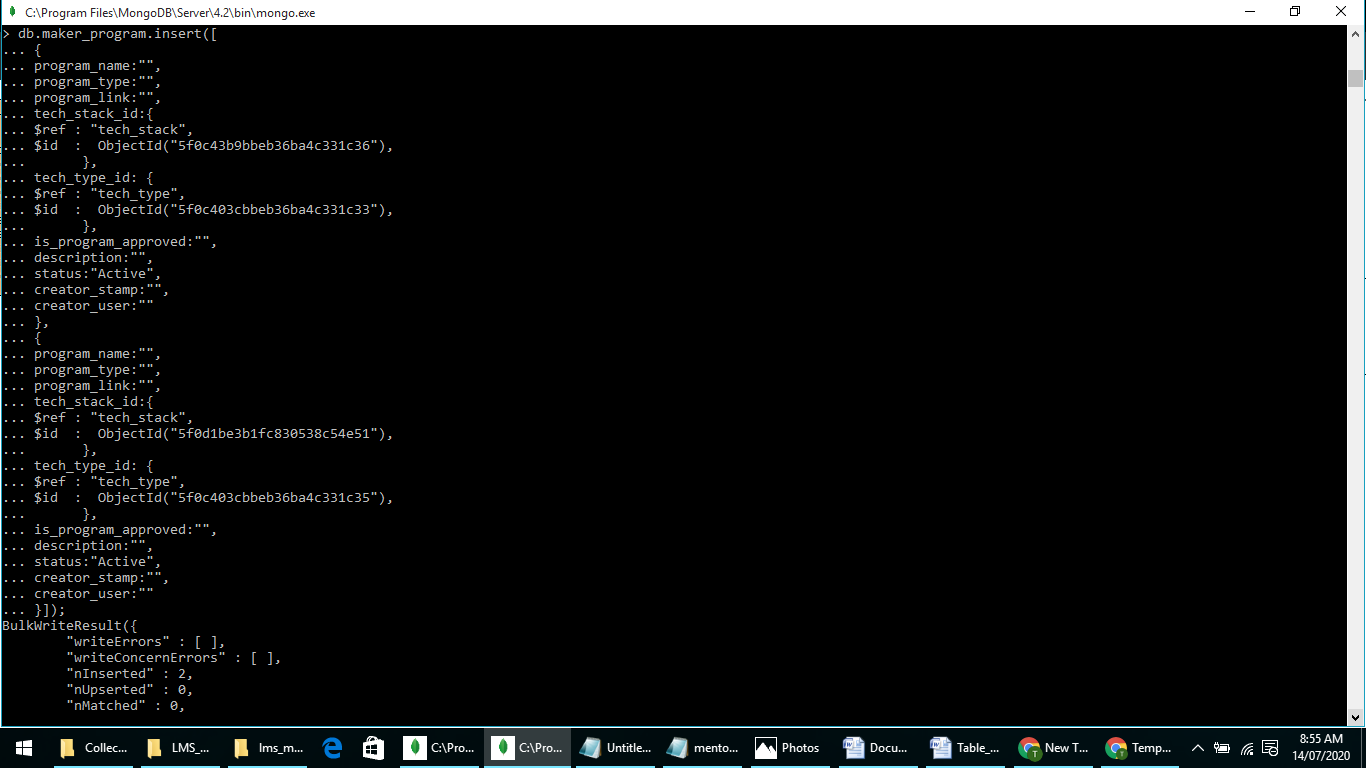 C:\Program Files\MongoDB\Server\4.2\bin\mongo.exe
> db.maker_program.insert([
... {
... program_name:"",
... program_type:"",
... program_link:"",
... tech_stack_id:{
... $ref : "tech_stack",
... $id  :  ObjectId("5f0c43b9bbeb36ba4c331c36"),
...       },
... tech_type_id: {
... $ref : "tech_type",
... $id  :  ObjectId("5f0c403cbbeb36ba4c331c33"),
...       },
... is_program_approved:"",
... description:"",
... status:"Active",
... creator_stamp:"",
... creator_user:""
... },
... {
... program_name:"",
... program_type:"",
... program_link:"",
... tech_stack_id:{
... $ref : "tech_stack",
... $id  :  ObjectId("5f0d1be3b1fc830538c54e51"),
...       },
... tech_type_id: {
... $ref : "tech_type",
... $id  :  ObjectId("5f0c403cbbeb36ba4c331c35"),
...       },
... is_program_approved:"",
... description:"",
... status:"Active",
... creator_stamp:"",
... creator_user:""
... }]);
BulkWriteResult({
        "writeErrors" : [ ],
        "writeConcernErrors" : [ ],
        "nInserted" : 2,
        "nUpserted" : 0,
        "nMatched" : 0,
Collec... LMS_... lms_m... C:\Pro... C:\Pro... Untitle... mento... Photos Docu... Table_... New T... Temp... 8:55 AM
14/07/2020